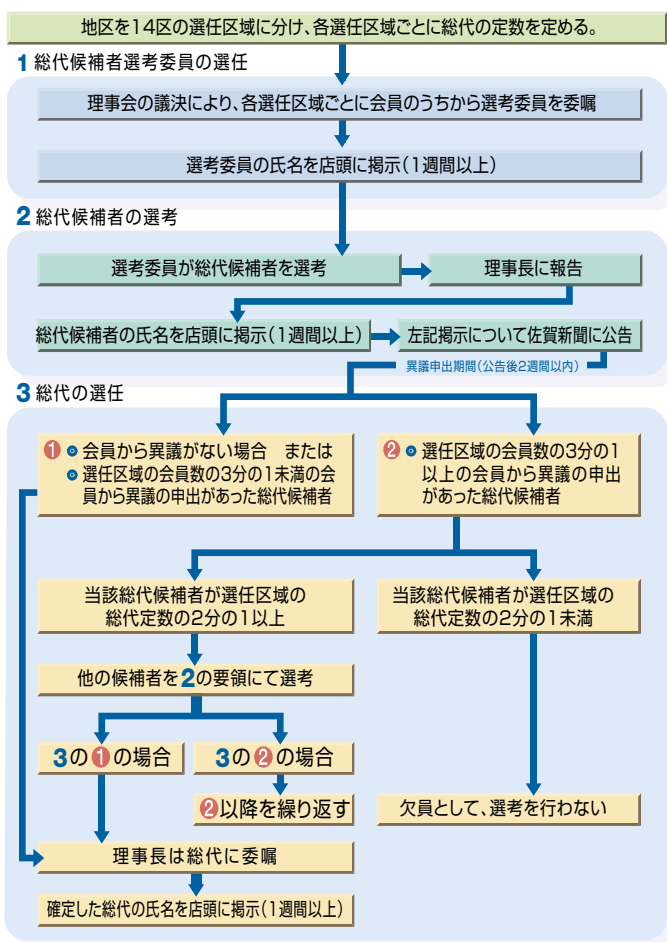 地区を14区の選任区域に分け、各選任区域ごとに総代の定数を定める。
1 総代候補者選考委員の選任
理事会の議決により、各選任区域ごとに会員のうちから選考委員を委嘱
選考委員の氏名を店頭に掲示(1週間以上)
2 総代候補者の選考
選考委員が総代候補者を選考
理事長に報告
総代候補者の氏名を店頭に掲示(1週間以上)
左記掲示について佐賀新聞に公告
異議申出期間(公告後2週間以内)
3 総代の選任
❶ ◎ 会員から異議がない場合 または
◎ 選任区域の会員数の3分の1未満の会
員から異議の申出があった総代候補者
❷ ◎ 選任区域の会員数の3分の1
以上の会員から異議の申出
があった総代候補者
当該総代候補者が選任区域の
総代定数の2分の1以上
当該総代候補者が選任区域の
総代定数の2分の1未満
他の候補者を2の要領にて選考
3の❶の場合
3の❷の場合
❷以降を繰り返す
欠員として、選考を行わない
理事長は総代に委嘱
確定した総代の氏名を店頭に掲示(1週間以上)